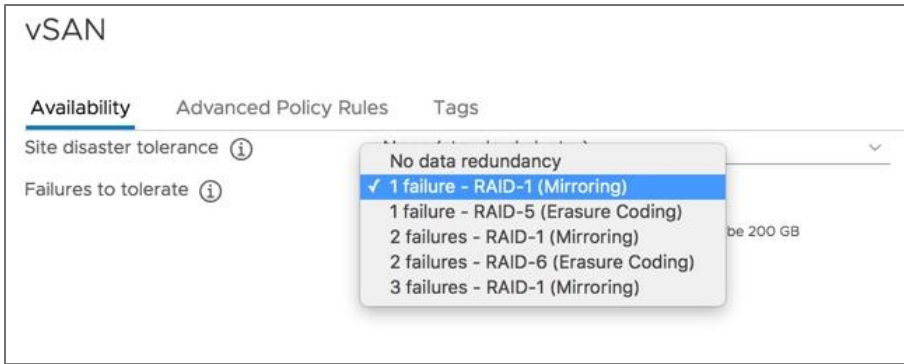 vSAN
Availability Advanced Policy Rules Tags
Site disaster tolerance
Failures to tolerate
No data redundancy
✓ 1 failure - RAID-1 (Mirroring)
1 failure - RAID-5 (Erasure Coding)
2 failures - RAID-1 (Mirroring)
be 200 GB
2 failures - RAID-6 (Erasure Coding)
3 failures - RAID-1 (Mirroring)